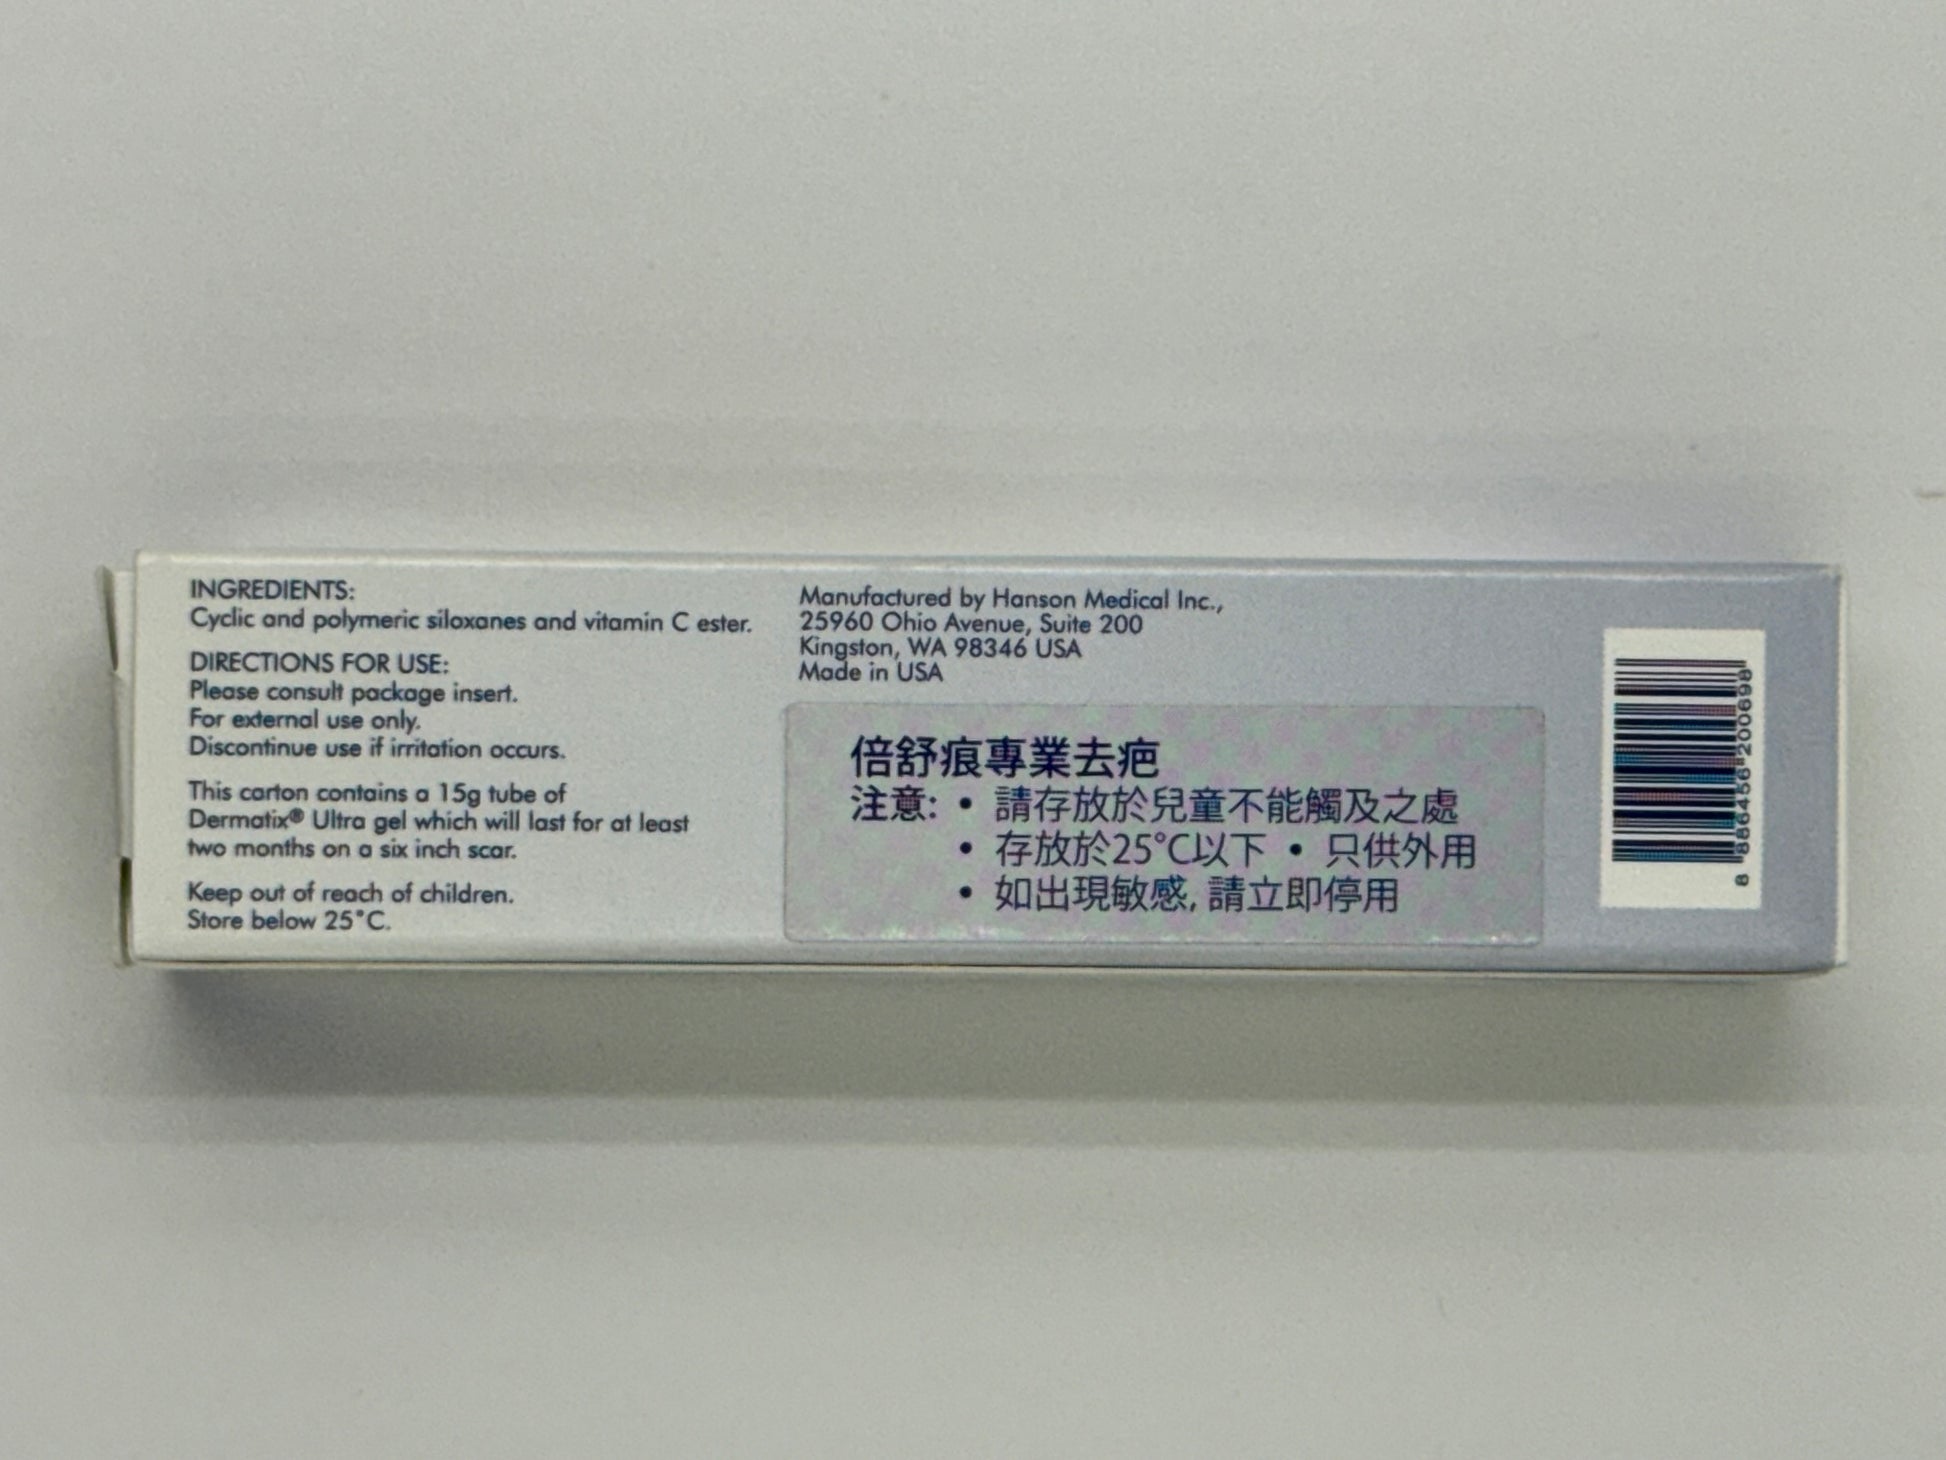 INGREDIENTS:
Cyclic and polymeric siloxanes and vitamin C ester.
DIRECTIONS FOR USE:
Please consult package insert.
For external use only.
Discontinue use if irritation occurs.
This carton contains a 15g tube of
Dermatix® Ultra gel which will last for at least
two months on a six inch scar.
Keep out of reach of children.
Store below 25°C.
Manufactured by Hanson Medical Inc.,
25960 Ohio Avenue, Suite 200
Kingston, WA 98346 USA
Made in USA
倍舒痕專業去疤
注意: • 請存放於兒童不能觸及之處
• 存放於25°C以下 • 只供外用
• 如出現敏感, 請立即停用
8 886456 200698